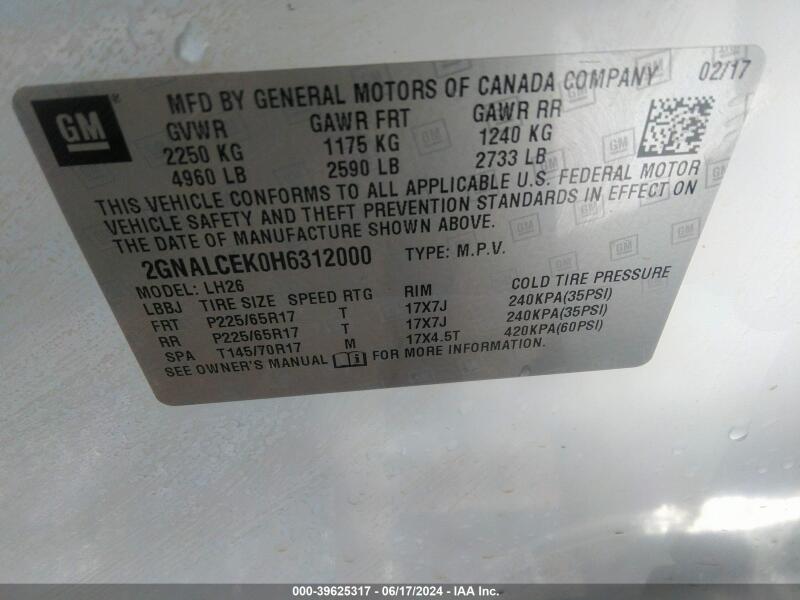 GM ®
MFD BY GENERAL MOTORS OF CANADA COMPANY 02/17
GVWR GAWR FRT GAWR RR
2250 KG 1175 KG 1240 KG
4960 LB 2590 LB 2733 LB
THIS VEHICLE CONFORMS TO ALL APPLICABLE U.S. FEDERAL MOTOR
VEHICLE SAFETY AND THEFT PREVENTION STANDARDS IN EFFECT ON
THE DATE OF MANUFACTURE SHOWN ABOVE.
2GNALCEK0H6312000 TYPE: M.P.V.
MODEL: LH26
LBBJ TIRE SIZE SPEED RTG RIM COLD TIRE PRESSURE
FRT P225/65R17 T 17X7J 240KPA(35PSI)
RR P225/65R17 T 17X7J 240KPA(35PSI)
SPA T145/70R17 M 17X4.5T 420KPA(60PSI)
SEE OWNER'S MANUAL FOR MORE INFORMATION.
000-39625317 - 06/17/2024 - IAA Inc.